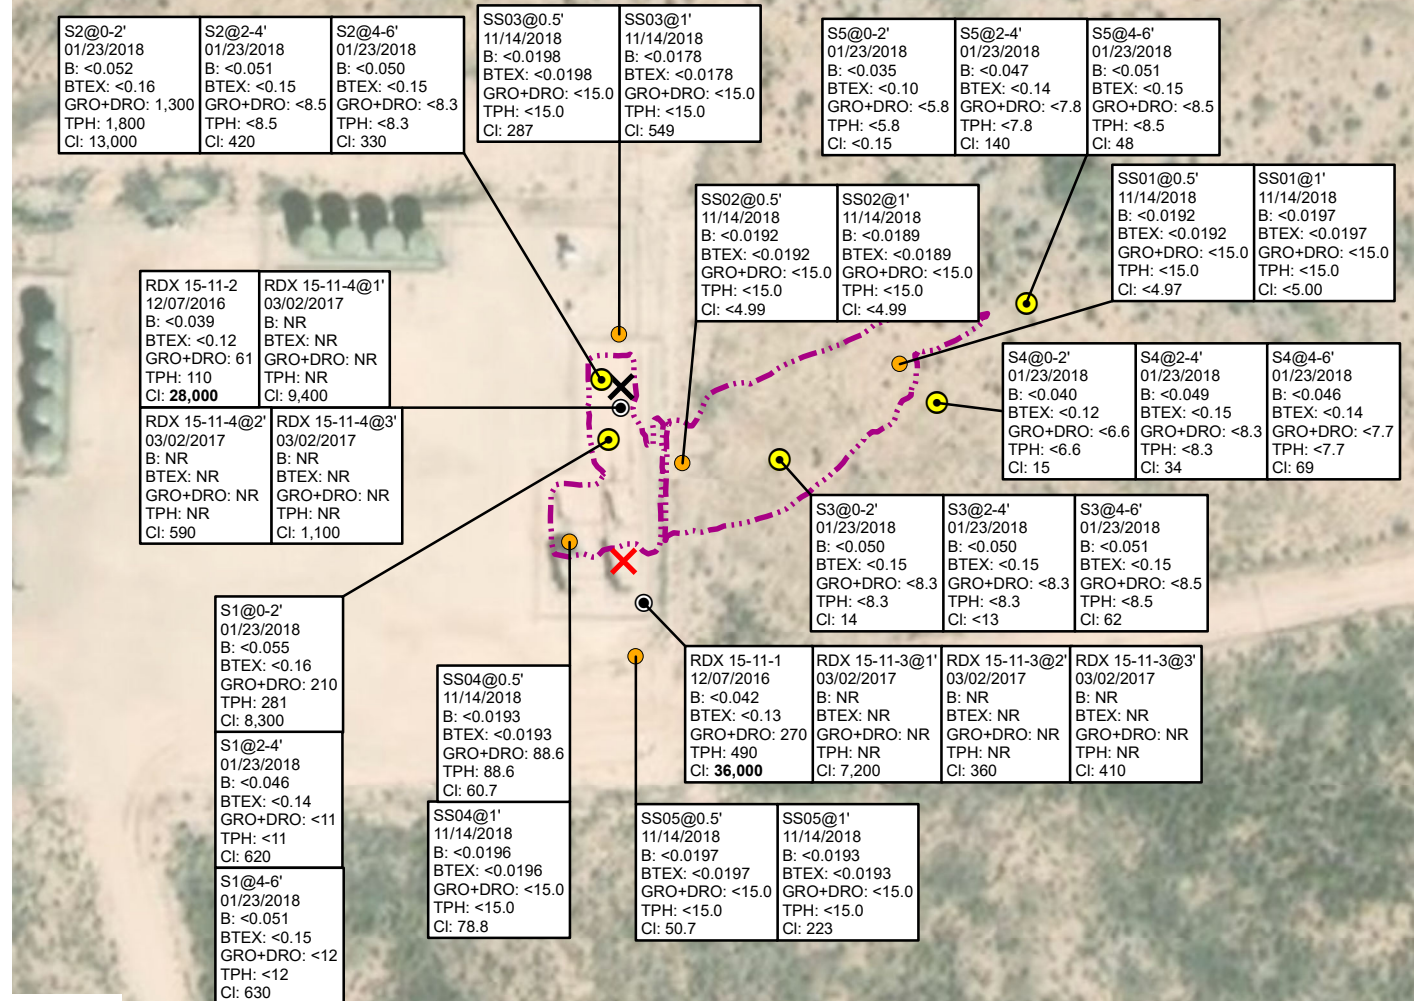 S2@0-2'
01/23/2018
B: <0.052
BTEX: <0.16
GRO+DRO: 1,300
TPH: 1,800
Cl: 13,000
S2@2-4'
01/23/2018
B: <0.051
BTEX: <0.15
GRO+DRO: <8.5
TPH: <8.5
Cl: 420
S2@4-6'
01/23/2018
B: <0.050
BTEX: <0.15
GRO+DRO: <8.3
TPH: <8.3
Cl: 330
SS03@0.5'
11/14/2018
B: <0.0198
BTEX: <0.0198
GRO+DRO: <15.0
TPH: <15.0
Cl: 287
SS03@1'
11/14/2018
B: <0.0178
BTEX: <0.0178
GRO+DRO: <15.0
TPH: <15.0
Cl: 549
S5@0-2'
01/23/2018
B: <0.035
BTEX: <0.10
GRO+DRO: <5.8
TPH: <5.8
Cl: <0.15
S5@2-4'
01/23/2018
B: <0.047
BTEX: <0.14
GRO+DRO: <7.8
TPH: <7.8
Cl: 140
S5@4-6'
01/23/2018
B: <0.051
BTEX: <0.15
GRO+DRO: <8.5
TPH: <8.5
Cl: 48
SS02@0.5'
11/14/2018
B: <0.0192
BTEX: <0.0192
GRO+DRO: <15.0
TPH: <15.0
Cl: <4.99
SS02@1'
11/14/2018
B: <0.0189
BTEX: <0.0189
GRO+DRO: <15.0
TPH: <15.0
Cl: <4.99
SS01@0.5'
11/14/2018
B: <0.0192
BTEX: <0.0192
GRO+DRO: <15.0
TPH: <15.0
Cl: <4.97
SS01@1'
11/14/2018
B: <0.0197
BTEX: <0.0197
GRO+DRO: <15.0
TPH: <15.0
Cl: <5.00
RDX 15-11-2
12/07/2016
B: <0.039
BTEX: <0.12
GRO+DRO: 61
TPH: 110
Cl: 28,000
RDX 15-11-4@1'
03/02/2017
B: NR
BTEX: NR
GRO+DRO: NR
TPH: NR
Cl: 9,400
RDX 15-11-4@2'
03/02/2017
B: NR
BTEX: NR
GRO+DRO: NR
TPH: NR
Cl: 590
RDX 15-11-4@3'
03/02/2017
B: NR
BTEX: NR
GRO+DRO: NR
TPH: NR
Cl: 1,100
S4@0-2'
01/23/2018
B: <0.040
BTEX: <0.12
GRO+DRO: <6.6
TPH: <6.6
Cl: 15
S4@2-4'
01/23/2018
B: <0.049
BTEX: <0.15
GRO+DRO: <8.3
TPH: <8.3
Cl: 34
S4@4-6'
01/23/2018
B: <0.046
BTEX: <0.14
GRO+DRO: <7.7
TPH: <7.7
Cl: 69
S3@0-2'
01/23/2018
B: <0.050
BTEX: <0.15
GRO+DRO: <8.3
TPH: <8.3
Cl: 14
S3@2-4'
01/23/2018
B: <0.050
BTEX: <0.15
GRO+DRO: <8.3
TPH: <8.3
Cl: <13
S3@4-6'
01/23/2018
B: <0.051
BTEX: <0.15
GRO+DRO: <8.5
TPH: <8.5
Cl: 62
S1@0-2'
01/23/2018
B: <0.055
BTEX: <0.16
GRO+DRO: 210
TPH: 281
Cl: 8,300
S1@2-4'
01/23/2018
B: <0.046
BTEX: <0.14
GRO+DRO: <11
TPH: <11
Cl: 620
S1@4-6'
01/23/2018
B: <0.051
BTEX: <0.15
GRO+DRO: <12
TPH: <12
Cl: 630
SS04@0.5'
11/14/2018
B: <0.0193
BTEX: <0.0193
GRO+DRO: 88.6
TPH: 88.6
Cl: 60.7
SS04@1'
11/14/2018
B: <0.0196
BTEX: <0.0196
GRO+DRO: <15.0
TPH: <15.0
Cl: 78.8
RDX 15-11-1
12/07/2016
B: <0.042
BTEX: <0.13
GRO+DRO: 270
TPH: 490
Cl: 36,000
RDX 15-11-3@1'
03/02/2017
B: NR
BTEX: NR
GRO+DRO: NR
TPH: NR
Cl: 7,200
RDX 15-11-3@2'
03/02/2017
B: NR
BTEX: NR
GRO+DRO: NR
TPH: NR
Cl: 360
RDX 15-11-3@3'
03/02/2017
B: NR
BTEX: NR
GRO+DRO: NR
TPH: NR
Cl: 410
SS05@0.5'
11/14/2018
B: <0.0197
BTEX: <0.0197
GRO+DRO: <15.0
TPH: <15.0
Cl: 50.7
SS05@1'
11/14/2018
B: <0.0193
BTEX: <0.0193
GRO+DRO: <15.0
TPH: <15.0
Cl: 223